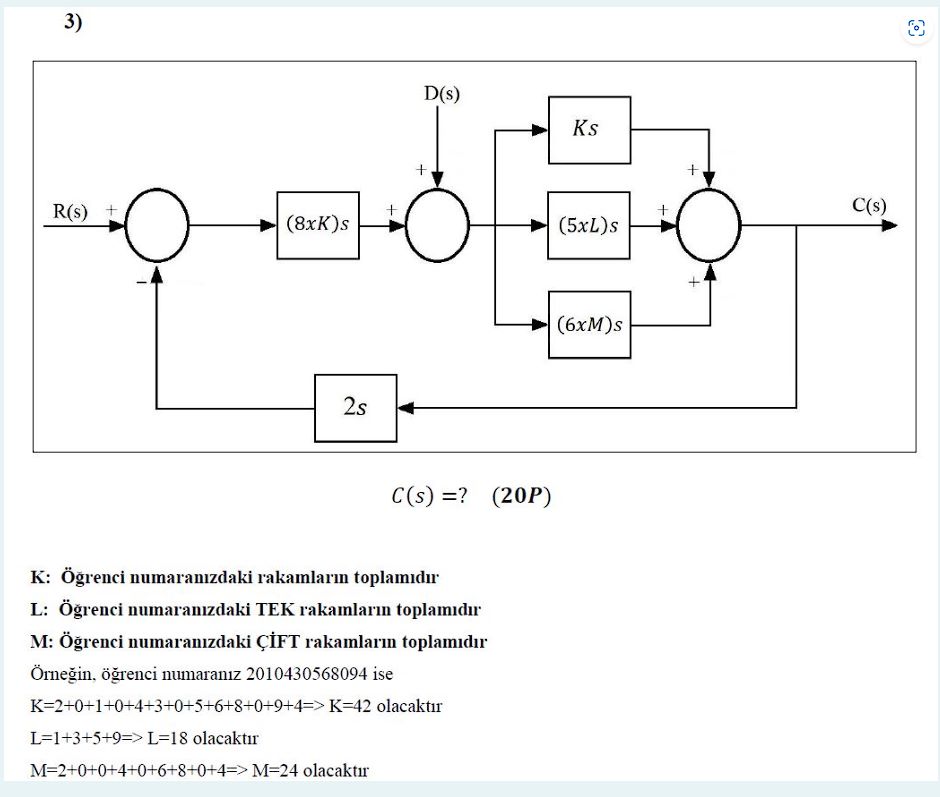 3)
D(s)
Ks
+
+
R(s) +
(8xK)s
+
(5xL)s
+
C(s)
−
+
(6xM)s
2s
C(s) =? (20P)
K: Öğrenci numaranızdaki rakamların toplamıdır
L: Öğrenci numaranızdaki TEK rakamların toplamıdır
M: Öğrenci numaranızdaki ÇİFT rakamların toplamıdır
Örneğin, öğrenci numaranız 2010430568094 ise
K=2+0+1+0+4+3+0+5+6+8+0+9+4=> K=42 olacaktır
L=1+3+5+9=> L=18 olacaktır
M=2+0+0+4+0+6+8+0+4=> M=24 olacaktır